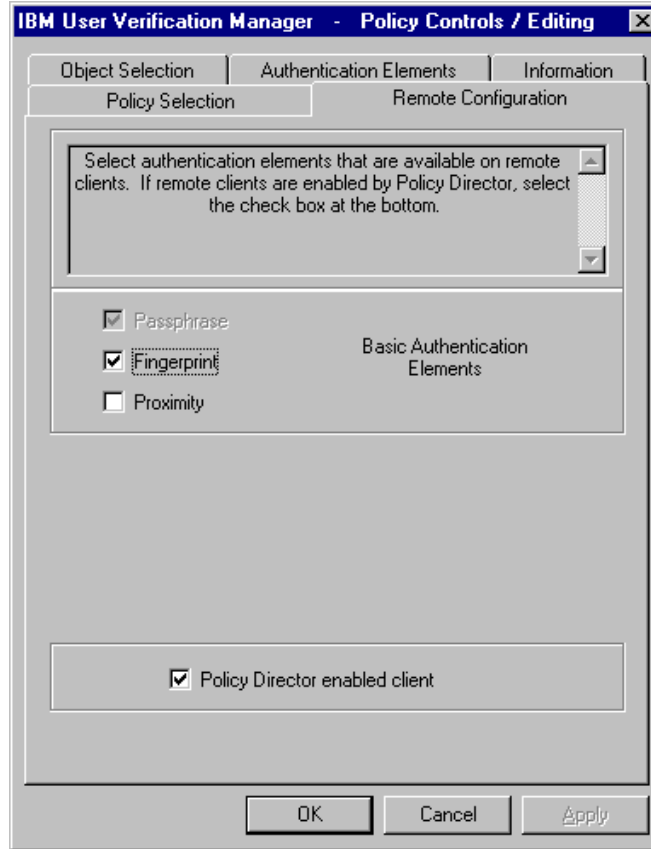 IBM User Verification Manager - Policy Controls / Editing
Object Selection
Authentication Elements
Information
Policy Selection
Remote Configuration
Select authentication elements that are available on remote
clients. If remote clients are enabled by Policy Director, select
the check box at the bottom.
Passphrase
Fingerprint
Proximity
Basic Authentication
Elements
Policy Director enabled client
OK
Cancel
Apply